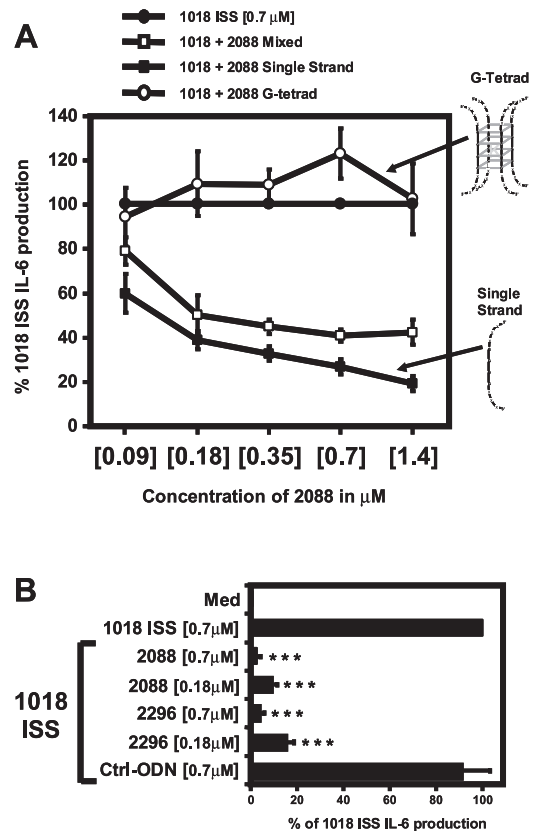 A
1018 ISS [0.7 µM]
1018 + 2088 Mixed
1018 + 2088 Single Strand
1018 + 2088 G-tetrad
G-Tetrad
140
120
100
80
60
40
20
0
% 1018 ISS IL-6 production
Single
Strand
[0.09] [0.18] [0.35] [0.7] [1.4]
Concentration of 2088 in µM
B
Med
1018 ISS [0.7µM]
2088 [0.7µM] ***
2088 [0.18µM] ***
2296 [0.7µM] ***
2296 [0.18µM] ***
Ctrl-ODN [0.7µM]
1018
ISS
0 20 40 60 80 100
% of 1018 ISS IL-6 production